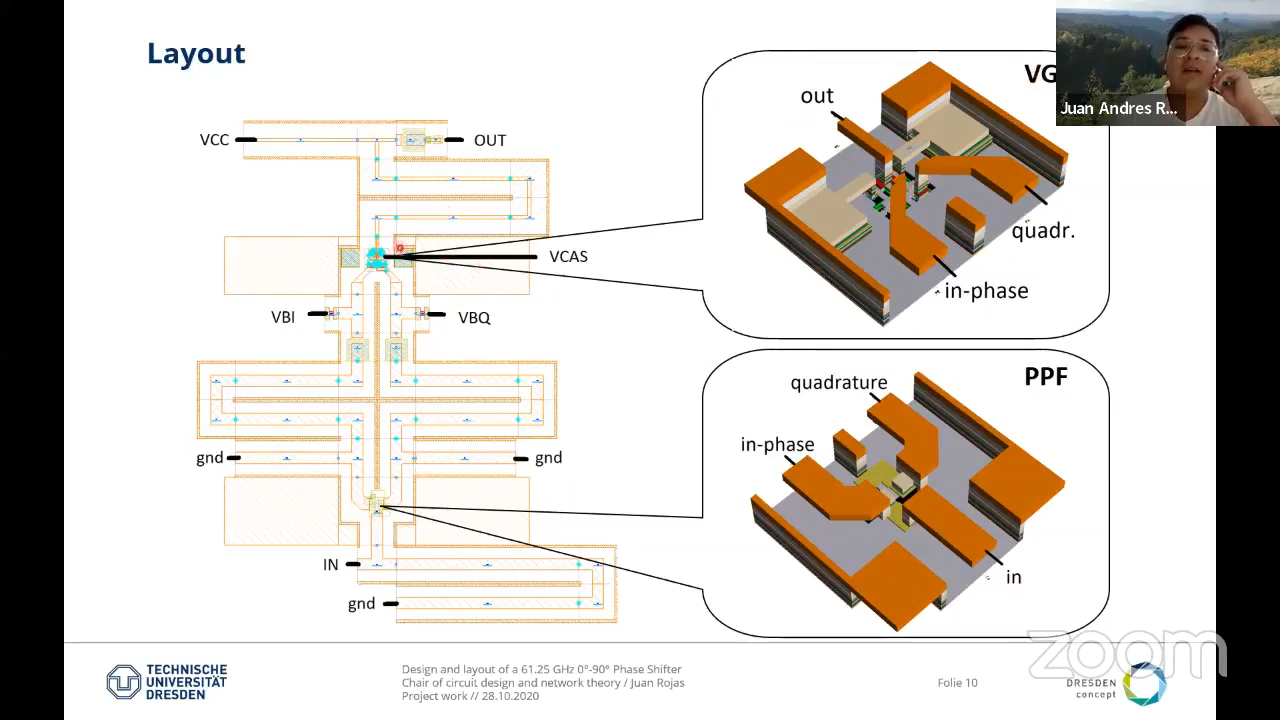 Layout
VCC
OUT
VCAS
VBI
VBQ
gnd
gnd
IN
gnd
VG
out
quadr.
in-phase
PPF
quadrature
in-phase
in
Juan Andres R...
zoom
TECHNISCHE
UNIVERSITÄT
DRESDEN
Design and layout of a 61.25 GHz 0°-90° Phase Shifter
Chair of circuit design and network theory / Juan Rojas
Project work // 28.10.2020
Folie 10
DRESDEN
concept